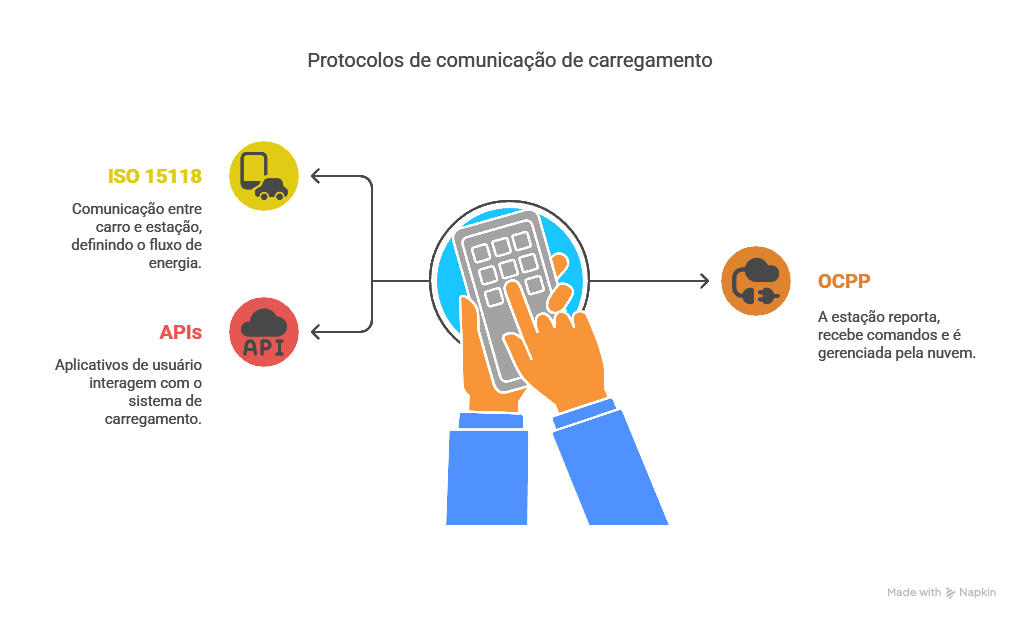 Protocolos de comunicação de carregamento
ISO 15118
Comunicação entre
carro e estação,
definindo o fluxo de
energia.
API
APIs
Aplicativos de usuário
interagem com o
sistema de
carregamento.
OCPP
A estação reporta,
recebe comandos e é
gerenciada pela nuvem.
Made with Napkin